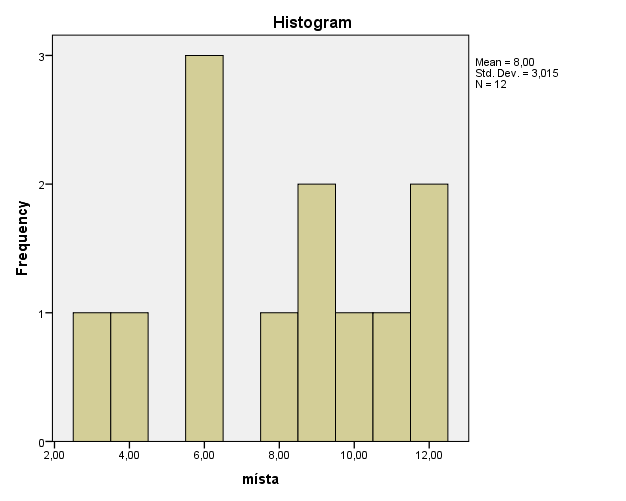 Histogram
Mean = 8,00
Std. Dev. = 3,015
N = 12
3
2
1
0
Frequency
2,00 4,00 6,00 8,00 10,00 12,00
místa